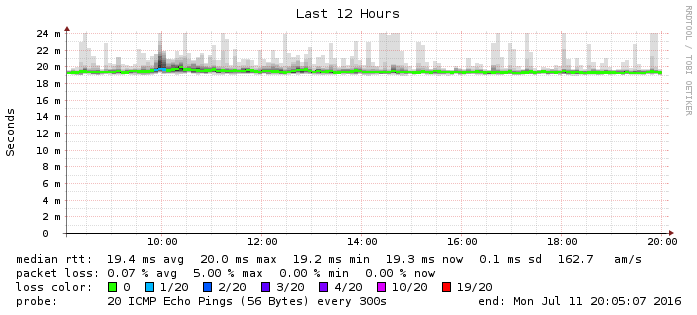 Last 12 Hours
RRDTOOL / TOBI OETIKER
Seconds
24 m
22 m
20 m
18 m
16 m
14 m
12 m
10 m
8 m
6 m
4 m
2 m
0
10:00 12:00 14:00 16:00 18:00 20:00
median rtt: 19.4 ms avg 20.0 ms max 19.2 ms min 19.3 ms now 0.1 ms sd 162.7 am/s
packet loss: 0.07 % avg 5.00 % max 0.00 % min 0.00 % now
loss color: 0 1/20 2/20 3/20 4/20 10/20 19/20
probe: 20 ICMP Echo Pings (56 Bytes) every 300s end: Mon Jul 11 20:05:07 2016